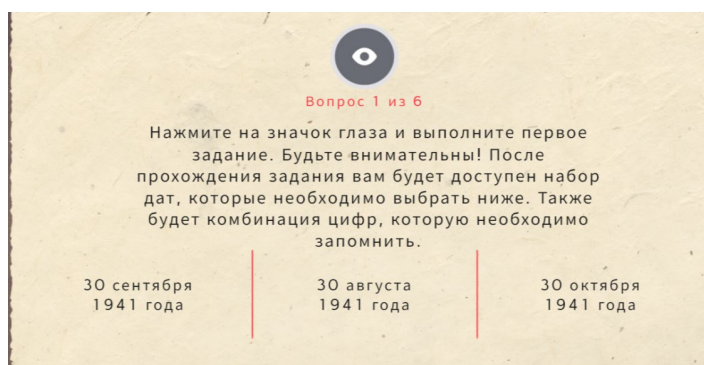 Вопрос 1 из 6
Нажмите на значок глаза и выполните первое
задание. Будьте внимательны! После
прохождения задания вам будет доступен набор
дат, которые необходимо выбрать ниже. Также
будет комбинация цифр, которую необходимо
запомнить.
30 сентября
1941 года
30 августа
1941 года
30 октября
1941 года